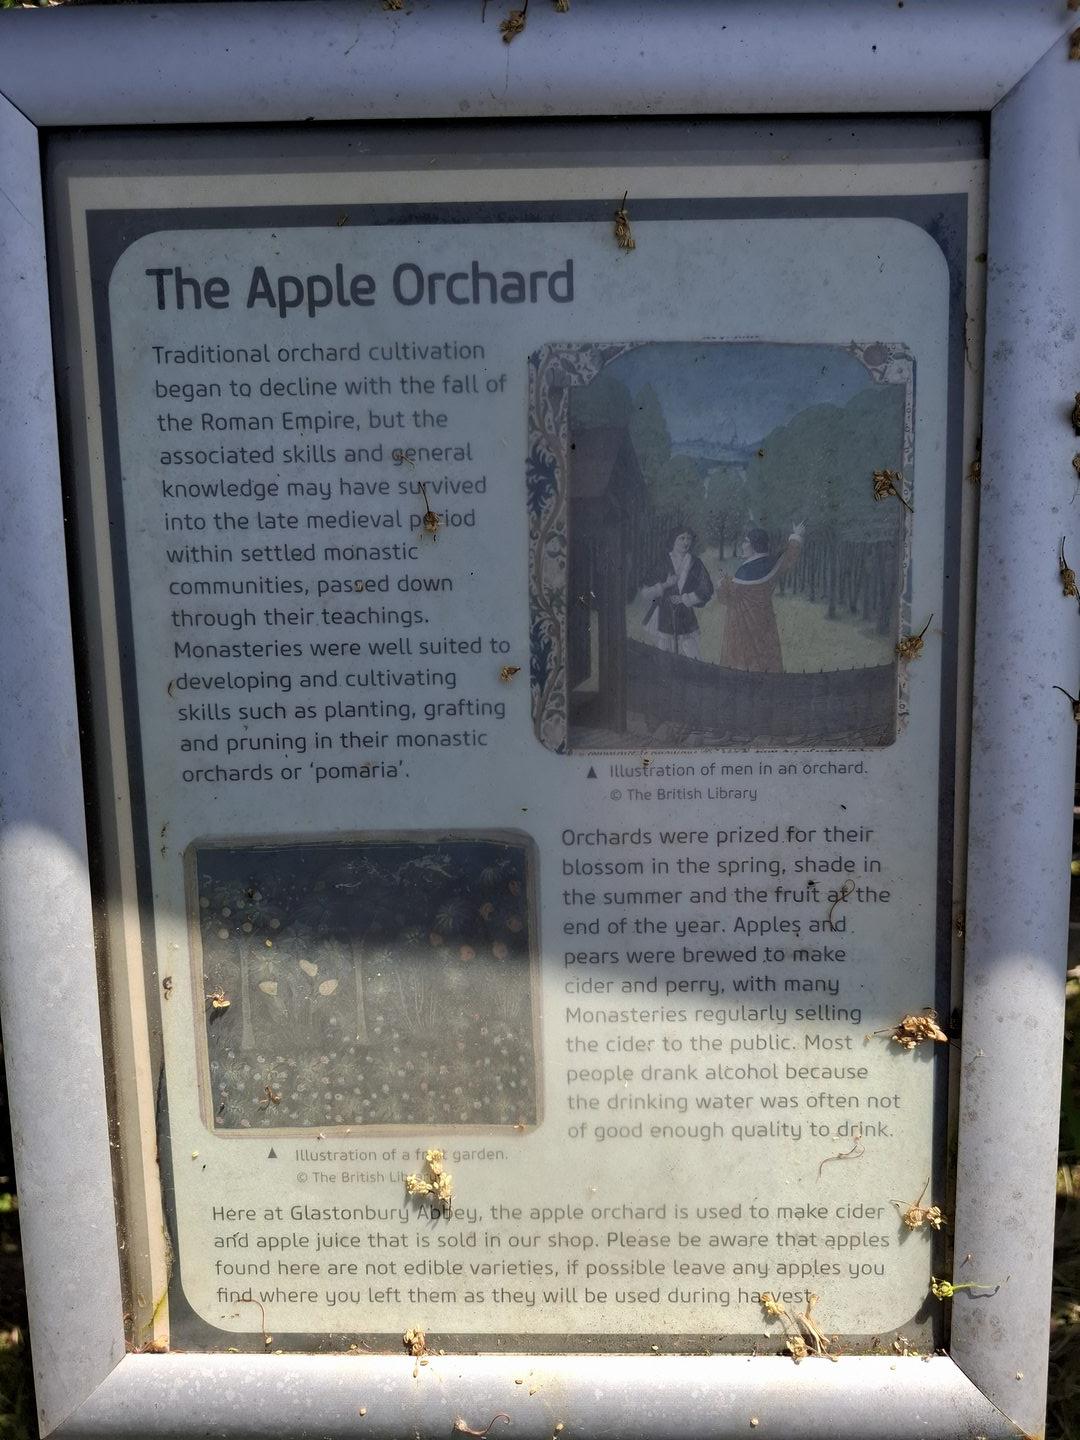 The Apple Orchard
Traditional orchard cultivation
began to decline with the fall of
the Roman Empire, but the
associated skills and general
knowledge may have survived
into the late medieval period
within settled monastic
communities, passed down
through their teachings.
Monasteries were well suited to
developing and cultivating
skills such as planting, grafting
and pruning in their monastic
orchards or ‘pomaria’.
▲ Illustration of men in an orchard.
© The British Library
▲ Illustration of a fruit garden.
© The British Library
Orchards were prized for their
blossom in the spring, shade in
the summer and the fruit at the
end of the year. Apples and
pears were brewed to make
cider and perry, with many
Monasteries regularly selling
the cider to the public. Most
people drank alcohol because
the drinking water was often not
of good enough quality to drink.
Here at Glastonbury Abbey, the apple orchard is used to make cider
and apple juice that is sold in our shop. Please be aware that apples
found here are not edible varieties, if possible leave any apples you
find where you left them as they will be used during harvest.